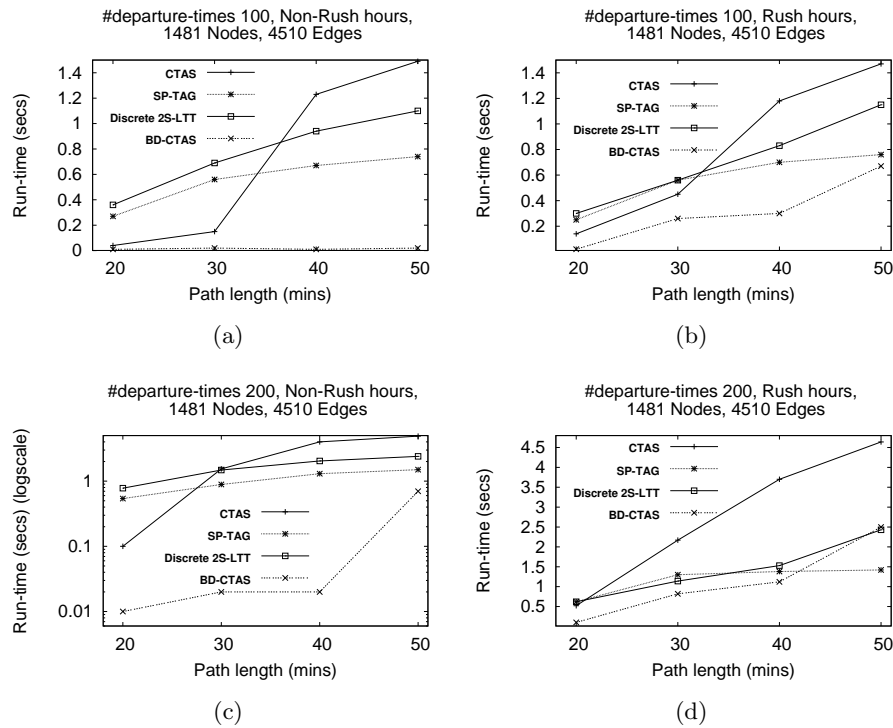 #departure-times 100, Non-Rush hours,
1481 Nodes, 4510 Edges
Run-time (secs)
1.4
1.2
1
0.8
0.6
0.4
0.2
0
CTAS
SP-TAG
Discrete 2S-LTT
BD-CTAS
20 30 40 50
Path length (mins)
(a)
#departure-times 100, Rush hours,
1481 Nodes, 4510 Edges
Run-time (secs)
1.4
1.2
1
0.8
0.6
0.4
0.2
CTAS
SP-TAG
Discrete 2S-LTT
BD-CTAS
20 30 40 50
Path length (mins)
(b)
#departure-times 200, Non-Rush hours,
1481 Nodes, 4510 Edges
Run-time (secs) (logscale)
1
0.1
0.01
CTAS
SP-TAG
Discrete 2S-LTT
BD-CTAS
20 30 40 50
Path length (mins)
(c)
#departure-times 200, Rush hours,
1481 Nodes, 4510 Edges
Run-time (secs)
4.5
4
3.5
3
2.5
2
1.5
1
0.5
CTAS
SP-TAG
Discrete 2S-LTT
BD-CTAS
20 30 40 50
Path length (mins)
(d)